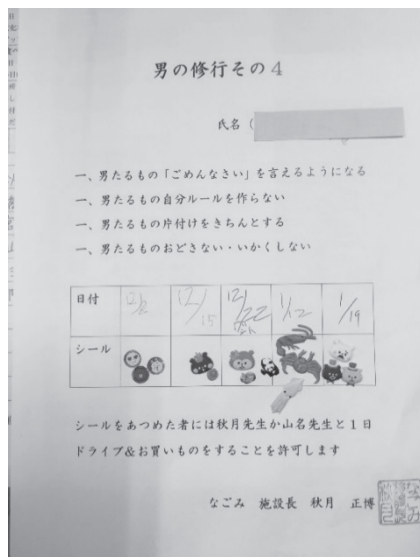 男の修行その4
氏名（
一、男たるもの「ごめんなさい」を言えるようになる
一、男たるもの自分ルールを作らない
一、男たるもの片付けをきちんとする
一、男たるものおどさない・いかくしない
日付 12/8 12/15 12/22 1/12 1/19
シール
シールをあつめた者には秋月先生か山名先生と1日
ドライブ&お買いものをすることを許可します
なごみ 施設長 秋月 正博